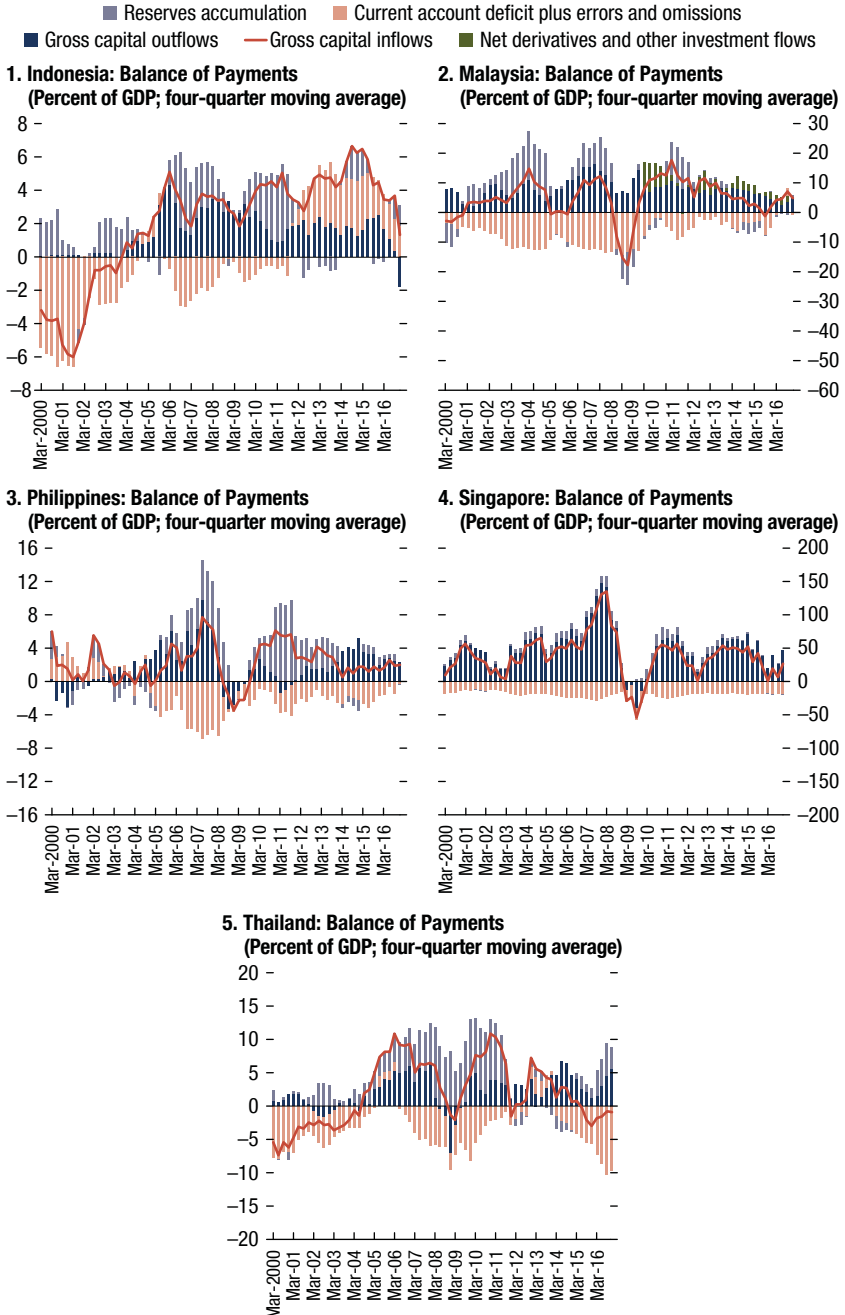 Reserves accumulation Current account deficit plus errors and omissions
Gross capital outflows Gross capital inflows Net derivatives and other investment flows
1. Indonesia: Balance of Payments
(Percent of GDP; four-quarter moving average)
8
6
4
2
0
–2
–4
–6
–8
Mar-2000
Mar-01
Mar-02
Mar-03
Mar-04
Mar-05
Mar-06
Mar-07
Mar-08
Mar-09
Mar-10
Mar-11
Mar-12
Mar-13
Mar-14
Mar-15
Mar-16
2. Malaysia: Balance of Payments
(Percent of GDP; four-quarter moving average)
30
20
10
0
–10
–20
–30
–40
–50
–60
Mar-2000
Mar-01
Mar-02
Mar-03
Mar-04
Mar-05
Mar-06
Mar-07
Mar-08
Mar-09
Mar-10
Mar-11
Mar-12
Mar-13
Mar-14
Mar-15
Mar-16
3. Philippines: Balance of Payments
(Percent of GDP; four-quarter moving average)
16
12
8
4
0
–4
–8
–12
–16
Mar-2000
Mar-01
Mar-02
Mar-03
Mar-04
Mar-05
Mar-06
Mar-07
Mar-08
Mar-09
Mar-10
Mar-11
Mar-12
Mar-13
Mar-14
Mar-15
Mar-16
4. Singapore: Balance of Payments
(Percent of GDP; four-quarter moving average)
200
150
100
50
0
–50
–100
–150
–200
Mar-2000
Mar-01
Mar-02
Mar-03
Mar-04
Mar-05
Mar-06
Mar-07
Mar-08
Mar-09
Mar-10
Mar-11
Mar-12
Mar-13
Mar-14
Mar-15
Mar-16
5. Thailand: Balance of Payments
(Percent of GDP; four-quarter moving average)
20
15
10
5
0
–5
–10
–15
–20
Mar-2000
Mar-01
Mar-02
Mar-03
Mar-04
Mar-05
Mar-06
Mar-07
Mar-08
Mar-09
Mar-10
Mar-11
Mar-12
Mar-13
Mar-14
Mar-15
Mar-16